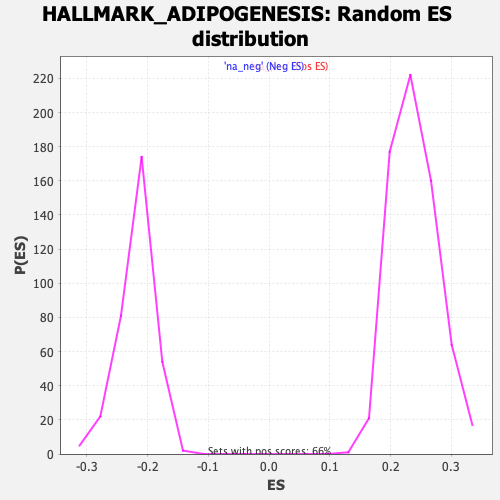 HALLMARK_ADIPOGENESIS: Random ES
distribution
'na_neg' (Neg ES) os ES)
220
200
180
160
140
120
100
80
60
40
20
0
P(ES)
Sets with pos scores: 66%
-0.3 -0.2 -0.1 0.0 0.1 0.2 0.3
ES